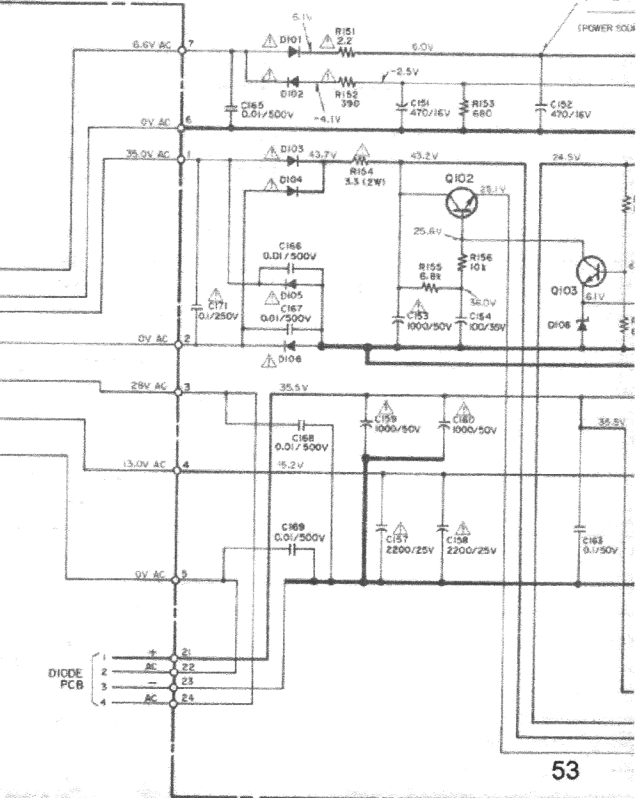 6.1V
(POWER SOU
6.6V AC
7
D101
R151
2.2
6.0V
-2.5V
D102
R152
390
-4.1V
C165
0.01/500V
C151
470/16V
R153
680
C152
470/16V
0V AC
6
35.0V AC
1
D103
43.7V
R154
3.3 (2W)
43.2V
24.5V
D104
Q102
25.1V
25.8V
C166
0.01/500V
R155
6.8k
R156
10k
D105
Q103
6.1V
C171
0.1/250V
C167
0.01/500V
36.0V
C153
1000/50V
C154
100/35V
D108
0V AC
2
D106
28V AC
3
35.5V
C159
1000/50V
C160
1000/50V
35.5V
C168
0.01/500V
13.0V AC
4
15.2V
C169
0.01/500V
C157
2200/25V
C158
2200/25V
C163
0.1/50V
0V AC
5
DIODE
PCB
1 + 21
2 AC 22
3 - 23
4 AC 24
53